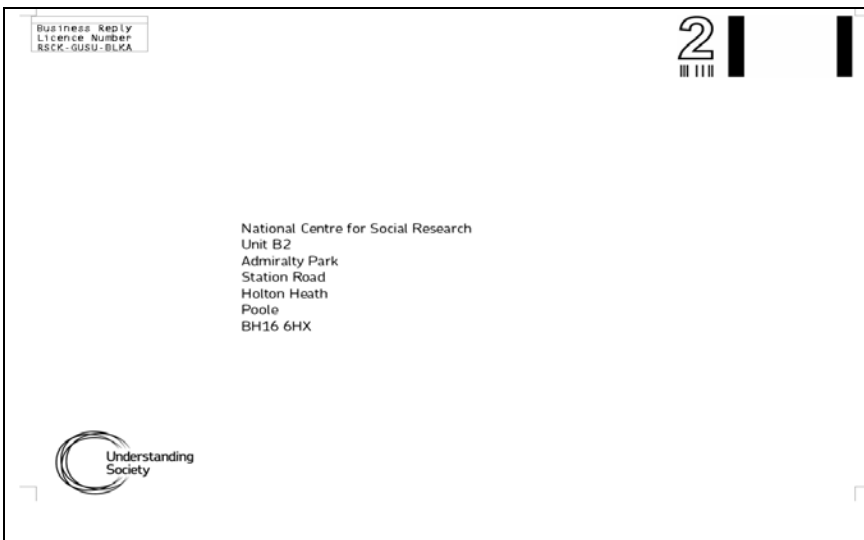 Business Reply
Licence Number
RSCK-GUSU-BLKA
2
National Centre for Social Research
Unit B2
Admiralty Park
Station Road
Holton Heath
Poole
BH16 6HX
Understanding
Society